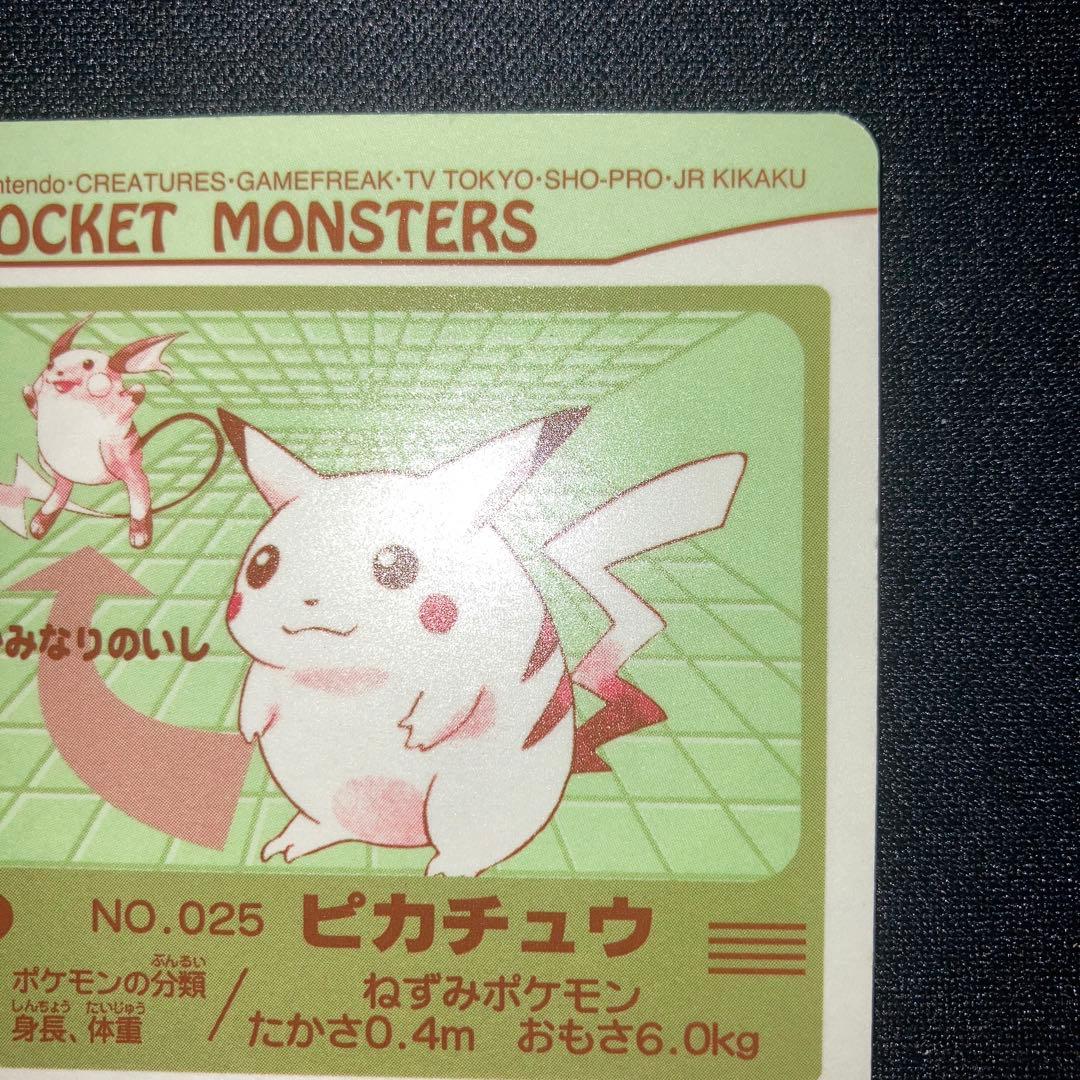 ntendo・CREATURES・GAMEFREAK・TV TOKYO・SHO-PRO・JR KIKAKU
OCKET MONSTERS
みなりのいし
NO.025 ピカチュウ
ぶんるい
ポケモンの分類
ねずみポケモン
しんちょう たいじゅう
身長、体重
たかさ0.4m おもさ6.0kg